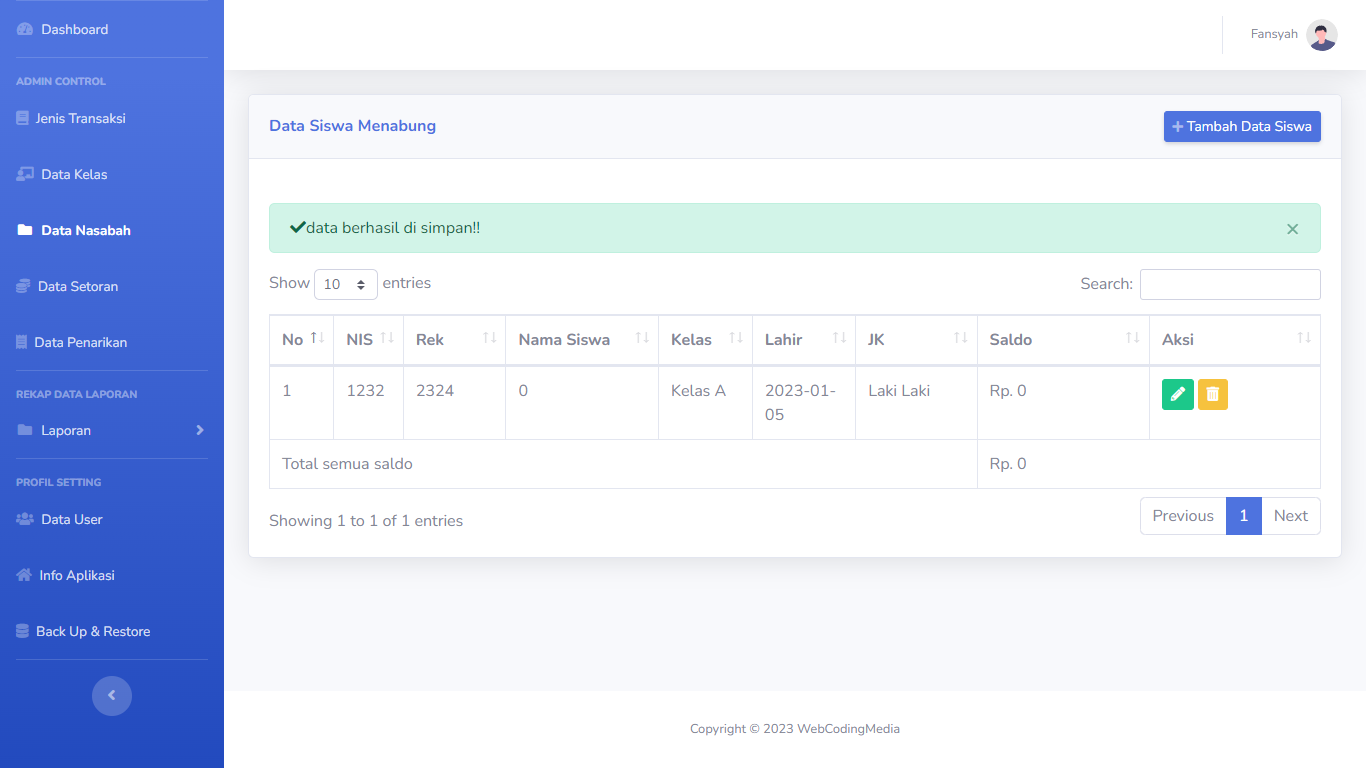 Dashboard
ADMIN CONTROL
Jenis Transaksi
Data Kelas
Data Nasabah
Data Setoran
Data Penarikan
REKAP DATA LAPORAN
Laporan
PROFIL SETTING
Data User
Info Aplikasi
Back Up & Restore
Fansyah
Data Siswa Menabung
+ Tambah Data Siswa
data berhasil di simpan!! ×
Show 10 entries Search:
No NIS Rek Nama Siswa Kelas Lahir JK Saldo Aksi
1 1232 2324 0 Kelas A 2023-01- Laki Laki Rp. 0
05
Total semua saldo Rp. 0
Showing 1 to 1 of 1 entries Previous 1 Next
Copyright © 2023 WebCodingMedia